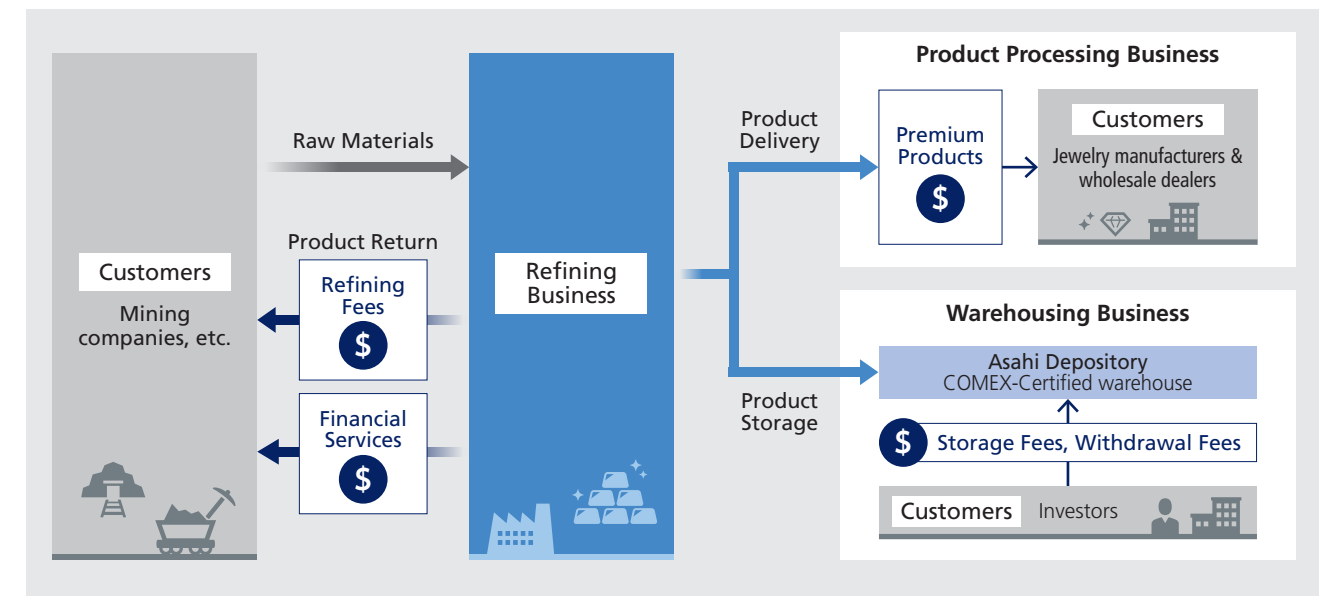 Customers
Mining
companies, etc.
Raw Materials
Product Return
Refining
Fees
$
Financial
Services
$
Refining
Business
Product
Delivery
Product
Storage
Product Processing Business
Premium
Products
$
Customers
Jewelry manufacturers &
wholesale dealers
Warehousing Business
Asahi Depository
COMEX-Certified warehouse
$ Storage Fees, Withdrawal Fees
Customers Investors